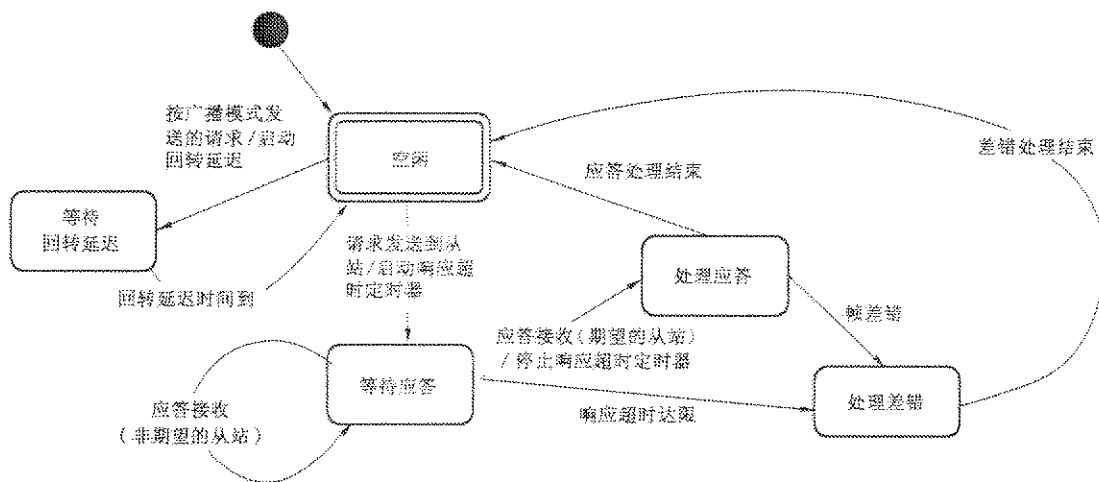 按广播模式发
送的请求/启动
回转延迟
空闲
差错处理结束
应答处理结束
等待
回转延迟
请求发送到从
站/启动响应超
时定时器
处理应答
回转延迟时间到
帧差错
应答接收(期望的从站)
/停止响应超时定时器
等待应答
处理差错
应答接收
(非期望的从站)
响应超时达限